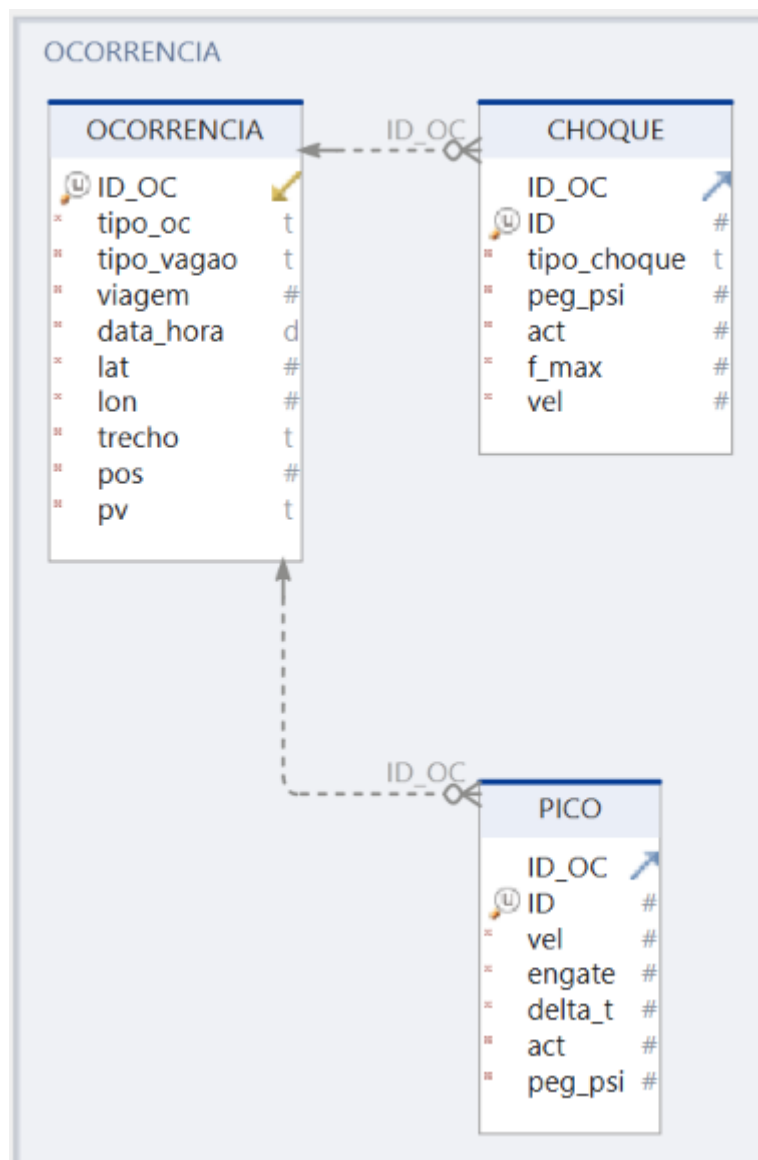 OCORRENCIA
OCORRENCIA
ID_OC
tipo_oc t
tipo_vagao t
viagem #
data_hora d
lat #
lon #
trecho t
pos #
pv t
ID_OC
CHOQUE
ID_OC
ID #
tipo_choque t
peg_psi #
act #
f_max #
vel #
ID_OC
PICO
ID_OC
ID #
vel #
engate #
delta_t #
act #
peg_psi #